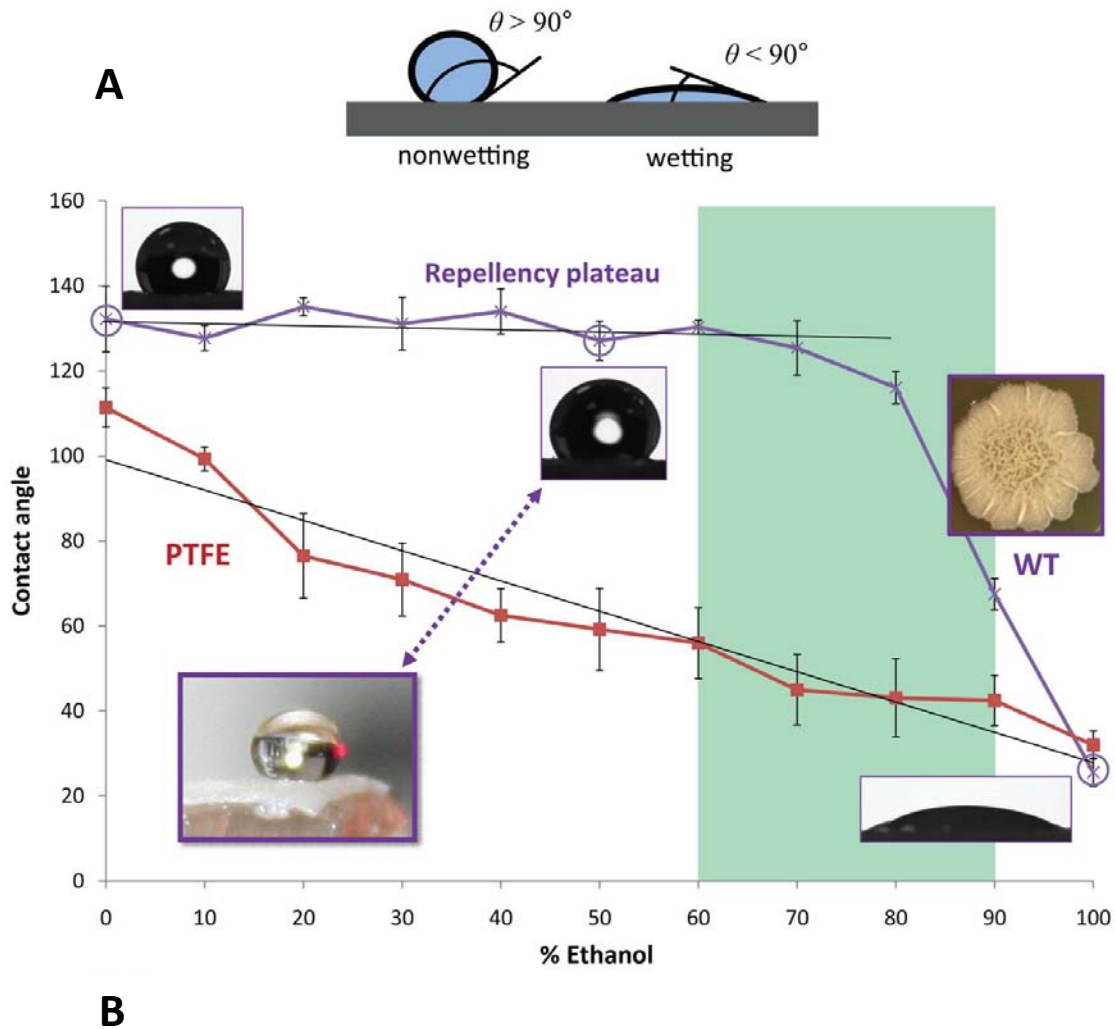 A
θ > 90°
θ < 90°
nonwetting
wetting
160
140
120
100
80
60
40
20
0
Contact angle
Repellency plateau
PTFE
WT
0 10 20 30 40 50 60 70 80 90 100
% Ethanol
B